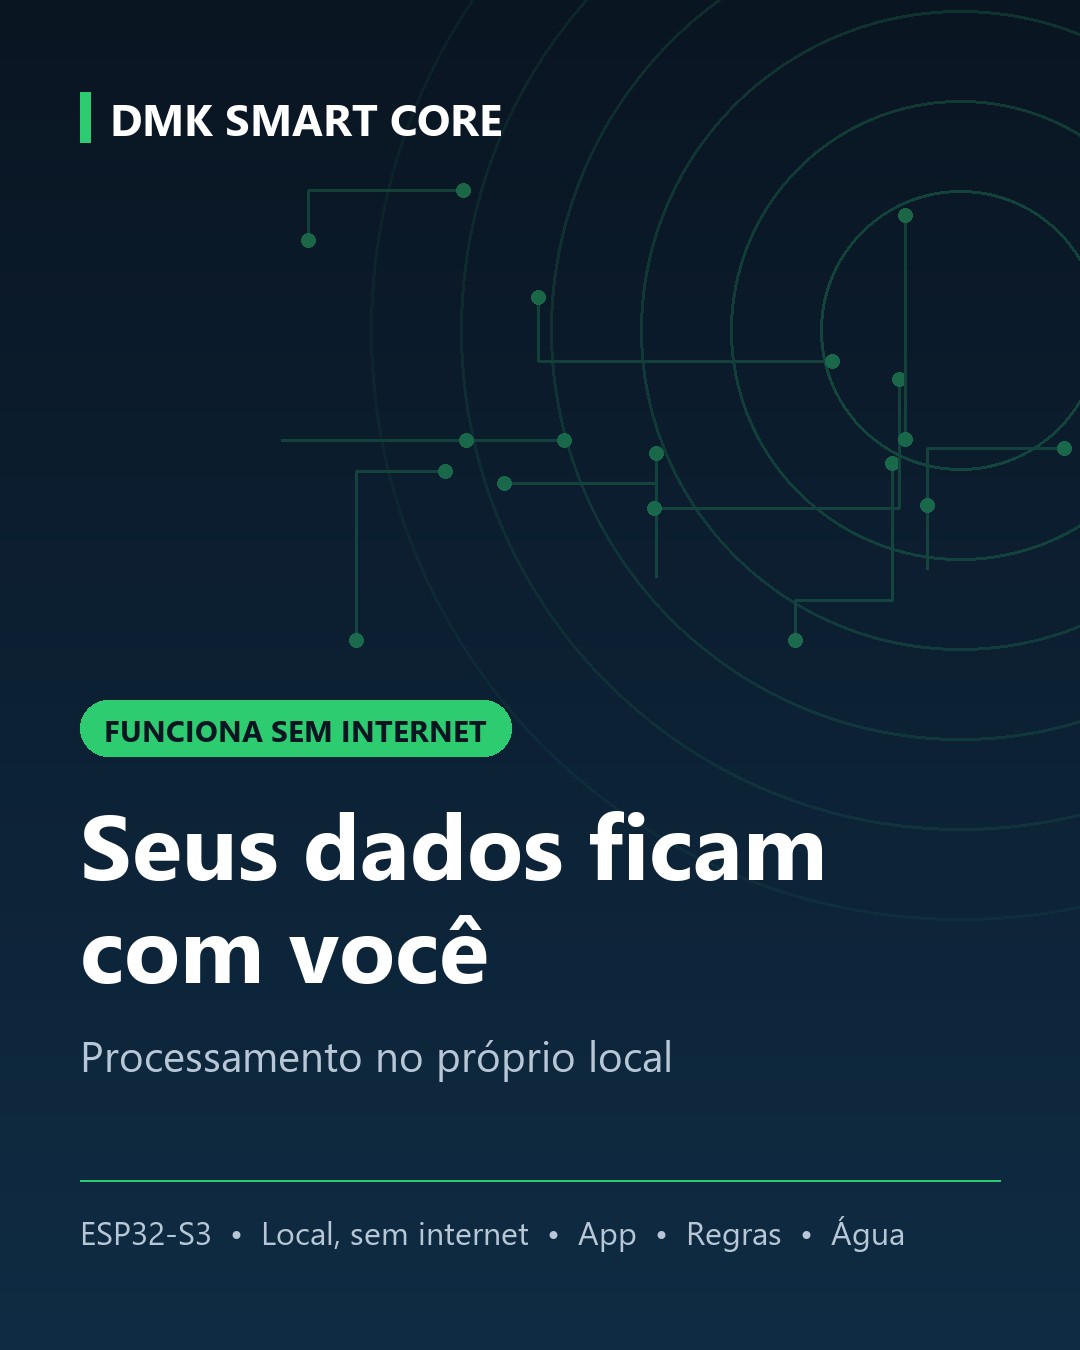 DMK SMART CORE
FUNCIONA SEM INTERNET
Seus dados ficam
com você
Processamento no próprio local
ESP32-S3 • Local, sem internet • App • Regras • Água